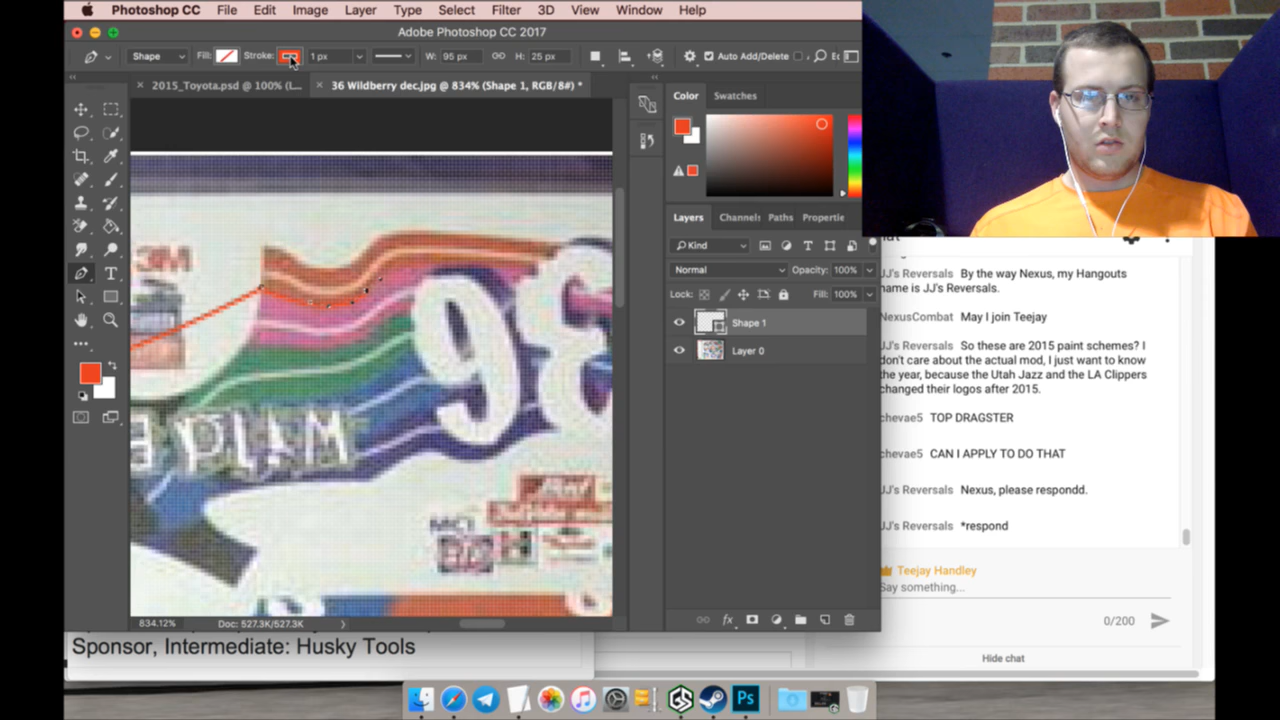 Photoshop CC File Edit Image Layer Type Select Filter 3D View Window Help
Adobe Photoshop CC 2017
Shape Fill: Stroke: 1 px W: 95 px H: 25 px Auto Add/Delete
2015_Toyota.psd @ 100% (L... 36 Wildberry dec.jpg @ 834% (Shape 1, RGB/8#) *
Color Swatches
Layers Channels Paths Properties
Kind
Normal Opacity: 100%
Lock: Fill: 100%
Shape 1
Layer 0
3M
98
MCI
834.12% Doc: 527.3K/527.3K
Sponsor, Intermediate: Husky Tools
JJ's Reversals By the way Nexus, my Hangouts
name is JJ's Reversals.
NexusCombat May I join Teejay
JJ's Reversals So these are 2015 paint schemes? I
don't care about the actual mod, I just want to know
the year, because the Utah Jazz and the LA Clippers
changed their logos after 2015.
chevae5 TOP DRAGSTER
chevae5 CAN I APPLY TO DO THAT
JJ's Reversals Nexus, please respondd.
JJ's Reversals *respond
Teejay Handley
Say something...
0/200
Hide chat
GS
Ps